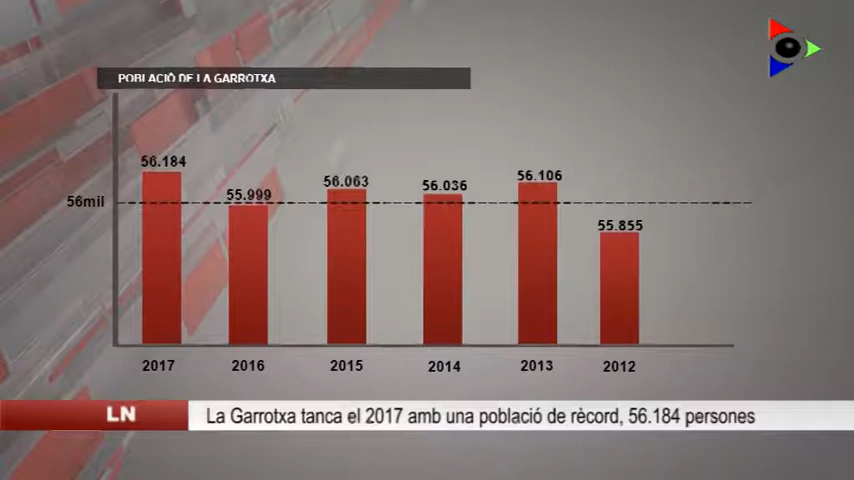 POBLACIÓ DE LA GARROTXA
56.184
55.999
56.063
56.036
56.106
55.855
56mil
2017 2016 2015 2014 2013 2012
LN La Garrotxa tanca el 2017 amb una població de rècord, 56.184 persones